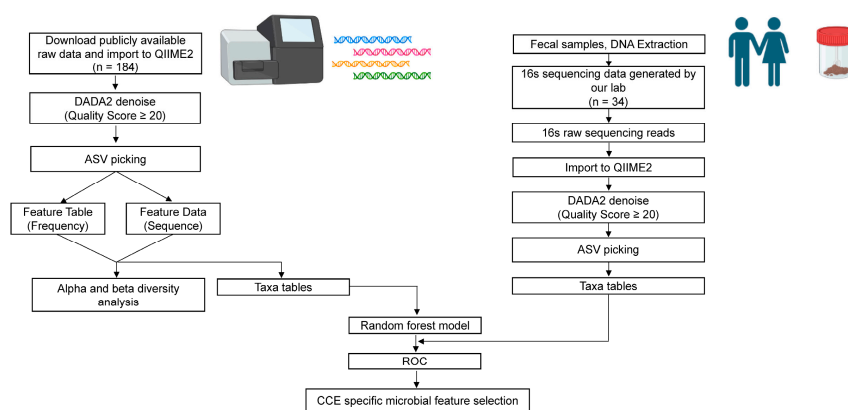 Download publicly available
raw data and import to QIIME2
(n = 184)
DADA2 denoise
(Quality Score ≥ 20)
ASV picking
Feature Table
(Frequency)
Feature Data
(Sequence)
Alpha and beta diversity
analysis
Taxa tables
Fecal samples, DNA Extraction
16s sequencing data generated by
our lab
(n = 34)
16s raw sequencing reads
Import to QIIME2
DADA2 denoise
(Quality Score ≥ 20)
ASV picking
Taxa tables
Random forest model
ROC
CCE specific microbial feature selection